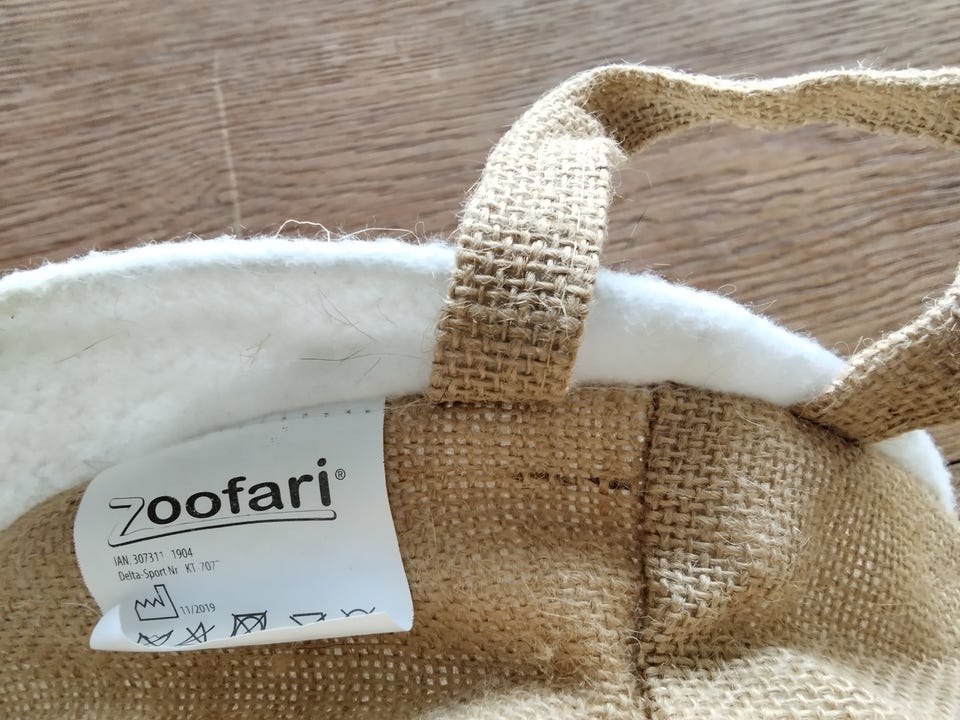 zoofari®
IAN. 307311 1904
Delta-Sport Nr KT 707
11/2019